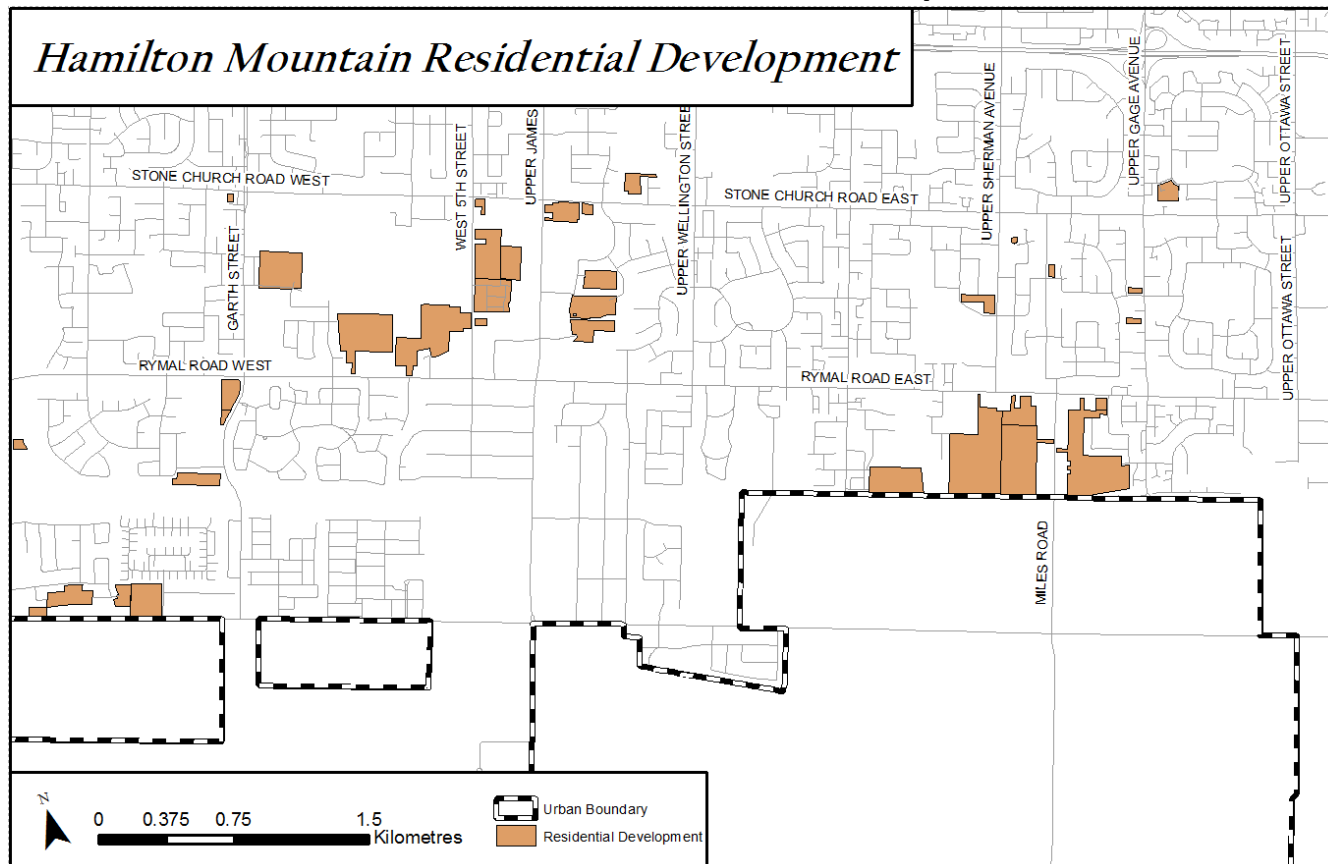 Hamilton Mountain Residential Development
UPPER SHERMAN AVENUE
UPPER GAGE AVENUE
UPPER OTTAWA STREET
WEST 5TH STREET
UPPER JAMES
UPPER WELLINGTON STREE
STONE CHURCH ROAD WEST
STONE CHURCH ROAD EAST
GARTH STREET
UPPER OTTAWA STREET
RYMAL ROAD WEST
RYMAL ROAD EAST
MILES ROAD
N
0 0.375 0.75 1.5
Kilometres
Urban Boundary
Residential Development